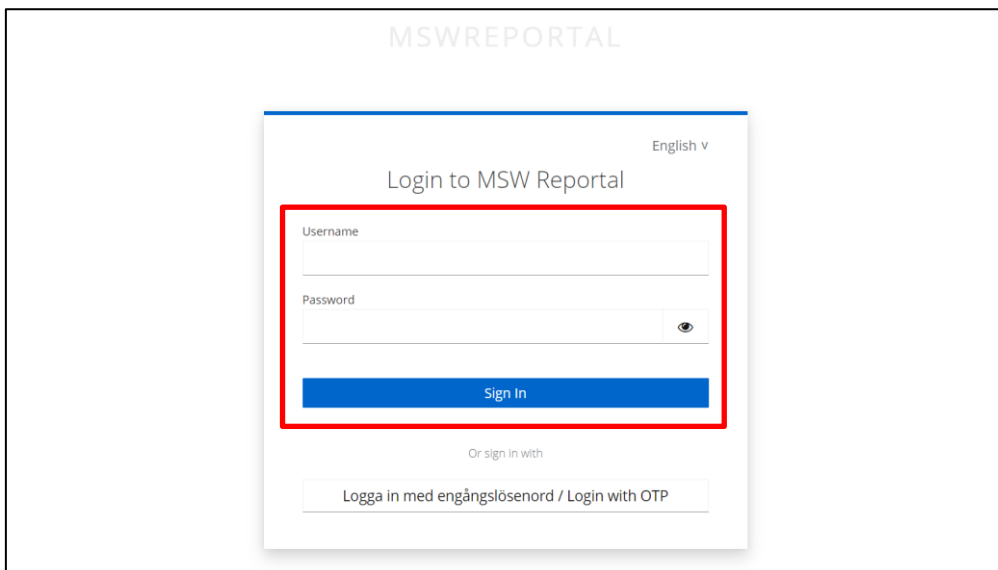 MSWREPORTAL
English v
Login to MSW Reportal
Username
Password
Sign In
Or sign in with
Logga in med engångslösenord / Login with OTP